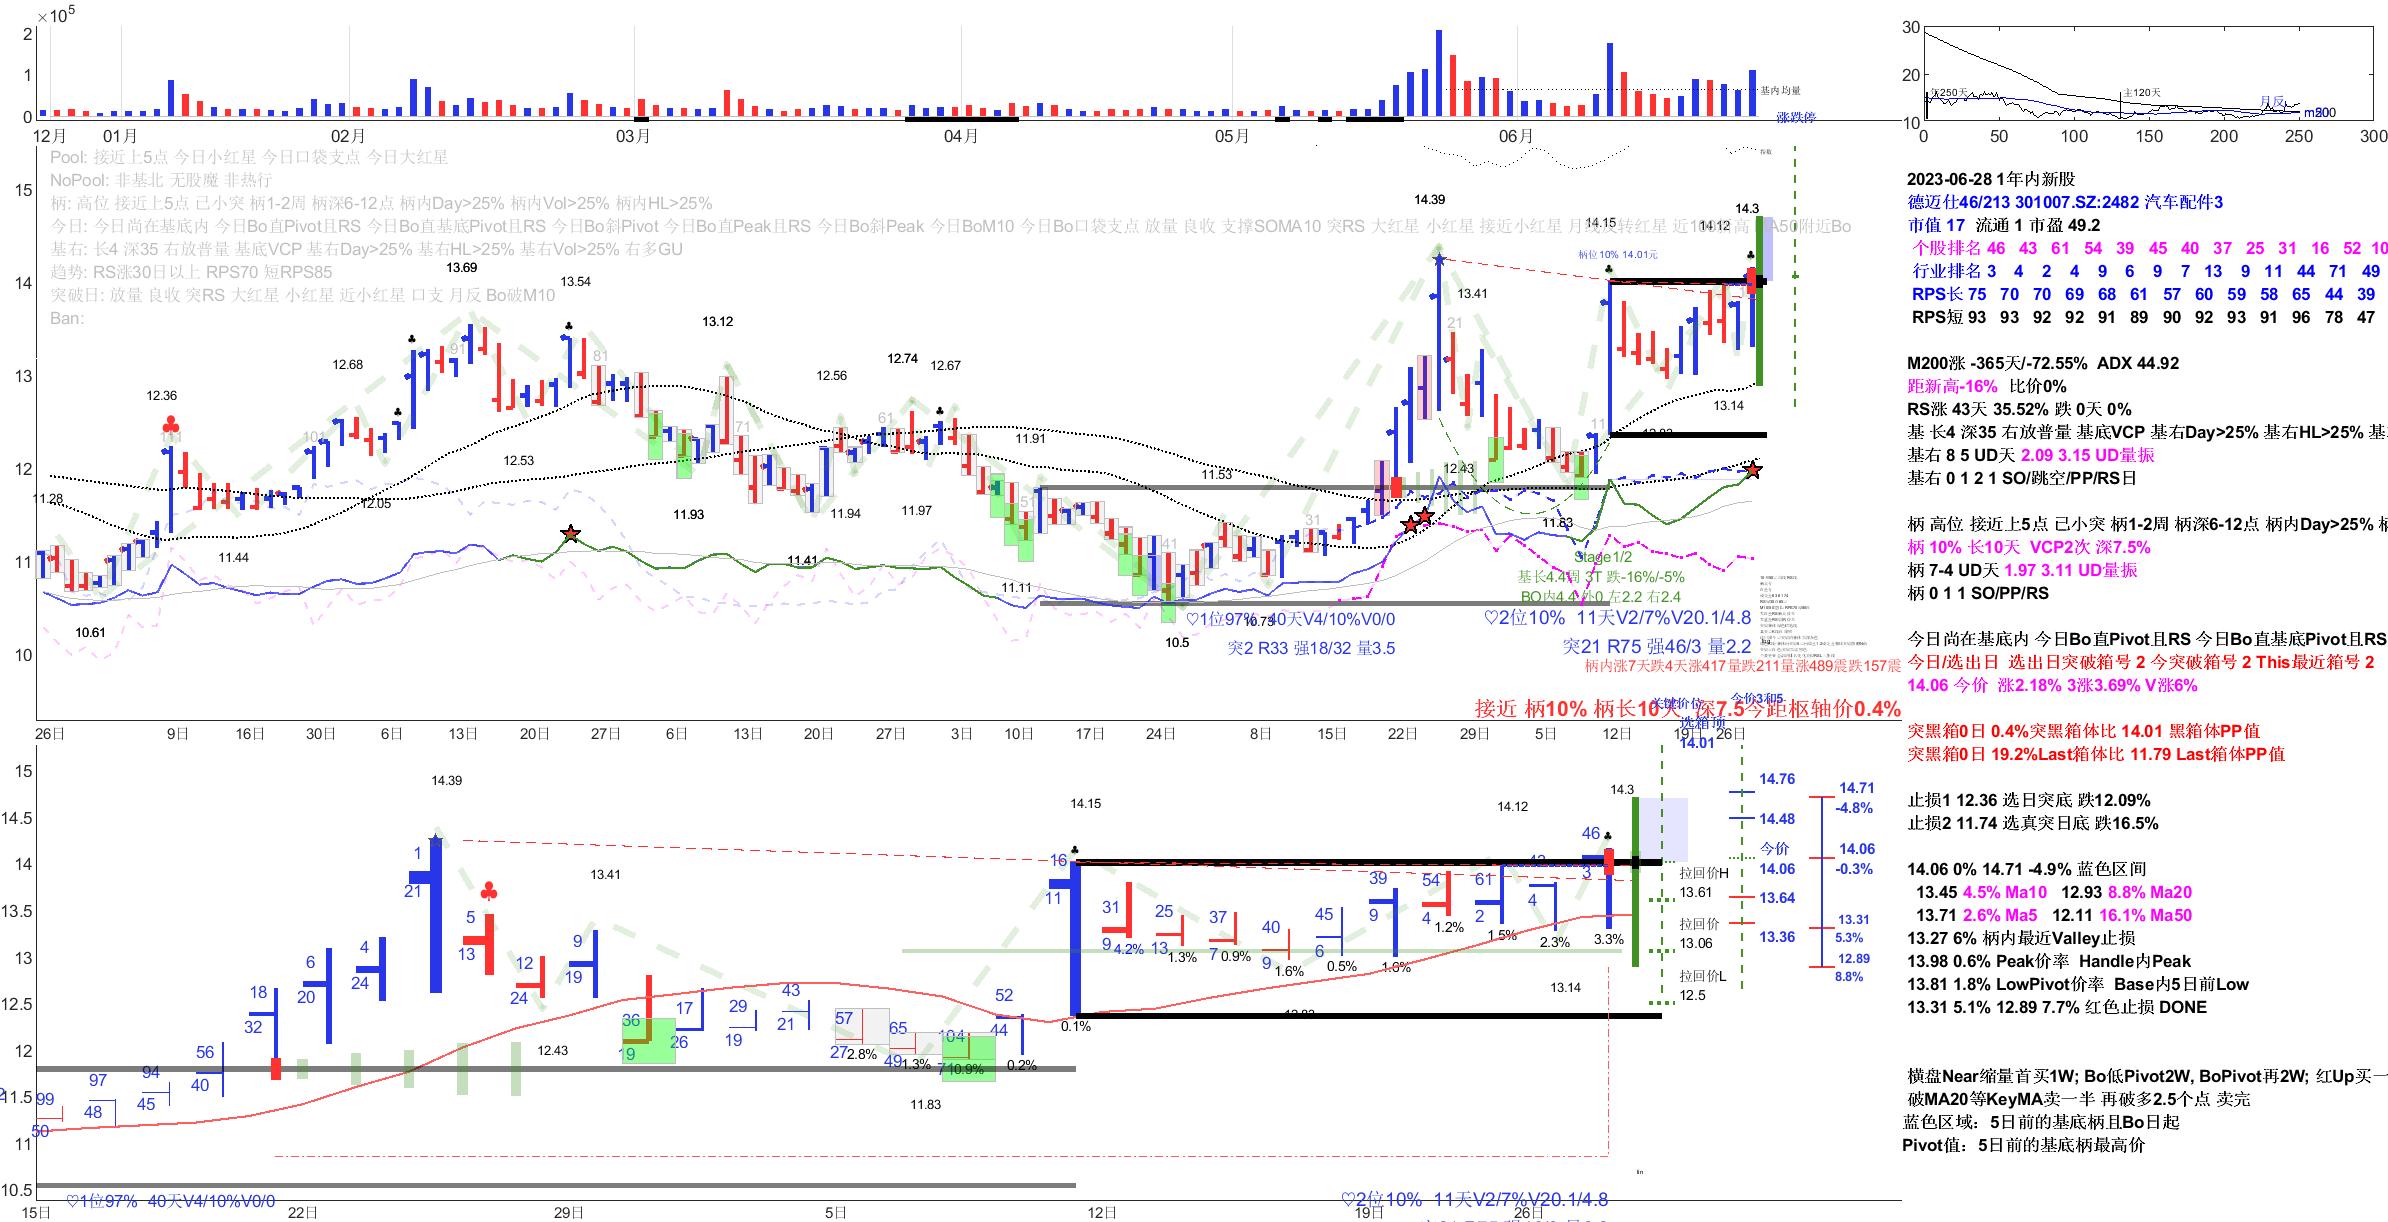 ×10⁵
2
1
0
12月 01月 02月 03月 04月 05月 06月
基内均量
涨跌停
30
20
10
0 50 100 150 200 250 300
主120天
月反
Pool: 接近上5点 今日小红星 今日口袋支点 今日大红星
NoPool: 非基北 无股魔 非热行
柄: 高位 接近上5点 已小突 柄1-2周 柄深6-12点 柄内Day>25% 柄内Vol>25% 柄内HL>25%
今日: 今日尚在基底内 今日Bo直Pivot且RS 今日Bo直基底Pivot且RS 今日Bo斜Pivot 今日Bo直Peak且RS 今日Bo斜Peak 今日BoM10 今日Bo口袋支点 放量 良收 支撑SOMA10 突RS 大红星 小红星 接近小红星
基右: 长4 深35 右放普量 基底VCP 基右Day>25% 基右HL>25% 基右Vol>25% 右多GU
趋势: RS涨30日以上 RPS70 短RPS85
突破日: 放量 良收 突RS 大红星 小红星 近小红星 口支 月反 Bo破M10
Ban:
15
14
13
12
11
10
14.39 14.15 14.12 14.3
柄位10% 14.01元
13.69 13.54 13.41 13.12
12.36 12.68 12.56 12.74 12.67
111 101 91 81 71 61 51 41 31 21 11
11.28 12.05 12.53 11.91 11.53 12.43 13.14
11.44 11.93 11.94 11.97 11.83
10.61 11.41 11.11 10.5
Stage1/2
基长4.4周 3T 跌-16%/-5%
♡1位97% 40天V4/10%V0/0
突2 R33 强18/32 量3.5
♡2位10% 11天V2/7%V20.1/4.8
突21 R75 强46/3 量2.2
柄内涨7天跌4天涨417量跌211量涨489震跌157震
今价3和5
接近 柄10% 柄长10天 深7.5今距枢轴价0.4%
选箱顶
14.01
26日 9日 16日 30日 6日 13日 20日 27日 6日 13日 20日 27日 3日 10日 17日 24日 8日 15日 22日 29日 5日 12日 19日 26日
15
14.5
14
13.5
13
12.5
12
11.5
11
10.5
14.39 14.15 14.12 14.3
13.41 12.43 11.83 13.14
99 50
97 48
94 45
56 40
18 32
6 20
4 24
1 21
5 13
12 24
9 19
36 19
17 26
29 19
43 21
57 27 2.8%
65 49 1.3%
104 71 0.9%
52 44 0.2%
16 11 0.1%
31 9 4.2%
25 13 1.3%
37 7 0.9%
40 9 1.6%
45 6 0.5%
39 9 1.6%
54 4 1.2%
61 2 1.5%
4 2.3%
46 3 3.3%
拉回价H
13.61
拉回价
13.06
拉回价L
12.5
14.76
14.48
今价
14.06
13.64
13.36
14.71
-4.8%
14.06
-0.3%
13.31
5.3%
12.89
8.8%
♡1位97% 40天V4/10%V0/0
♡2位10% 11天V2/7%V20.1/4.8
15日 22日 29日 5日 12日 19日 26日
2023-06-28 1年内新股
德迈仕46/213 301007.SZ:2482 汽车配件3
市值 17 流通 1 市盈 49.2
个股排名 46 43 61 54 39 45 40 37 25 31 16 52 10
行业排名 3 4 2 4 9 6 9 7 13 9 11 44 71 49
RPS长 75 70 70 69 68 61 57 60 59 58 65 44 39
RPS短 93 93 92 92 91 89 90 92 93 91 96 78 47
M200涨 -365天/-72.55% ADX 44.92
距新高-16% 比价0%
RS涨 43天 35.52% 跌 0天 0%
基 长4 深35 右放普量 基底VCP 基右Day>25% 基右HL>25%
基右 8 5 UD天 2.09 3.15 UD量振
基右 0 1 2 1 SO/跳空/PP/RS日
柄 高位 接近上5点 已小突 柄1-2周 柄深6-12点 柄内Day>25%
柄 10% 长10天 VCP2次 深7.5%
柄 7-4 UD天 1.97 3.11 UD量振
柄 0 1 1 SO/PP/RS
今日尚在基底内 今日Bo直Pivot且RS 今日Bo直基底Pivot且RS
今日/选出日 选出日突破箱号 2 今突破箱号 2 This最近箱号 2
14.06 今价 涨2.18% 3涨3.69% V涨6%
突黑箱0日 0.4%突黑箱体比 14.01 黑箱体PP值
突黑箱0日 19.2%Last箱体比 11.79 Last箱体PP值
止损1 12.36 选日突底 跌12.09%
止损2 11.74 选真突日底 跌16.5%
14.06 0% 14.71 -4.9% 蓝色区间
13.45 4.5% Ma10 12.93 8.8% Ma20
13.71 2.6% Ma5 12.11 16.1% Ma50
13.27 6% 柄内最近Valley止损
13.98 0.6% Peak价率 Handle内Peak
13.81 1.8% LowPivot价率 Base内5日前Low
13.31 5.1% 12.89 7.7% 红色止损 DONE
横盘Near缩量首买1W; Bo低Pivot2W, BoPivot再2W; 红Up买一
破MA20等KeyMA卖一半 再破多2.5个点 卖完
蓝色区域: 5日前的基底柄且Bo日起
Pivot值: 5日前的基底柄最高价